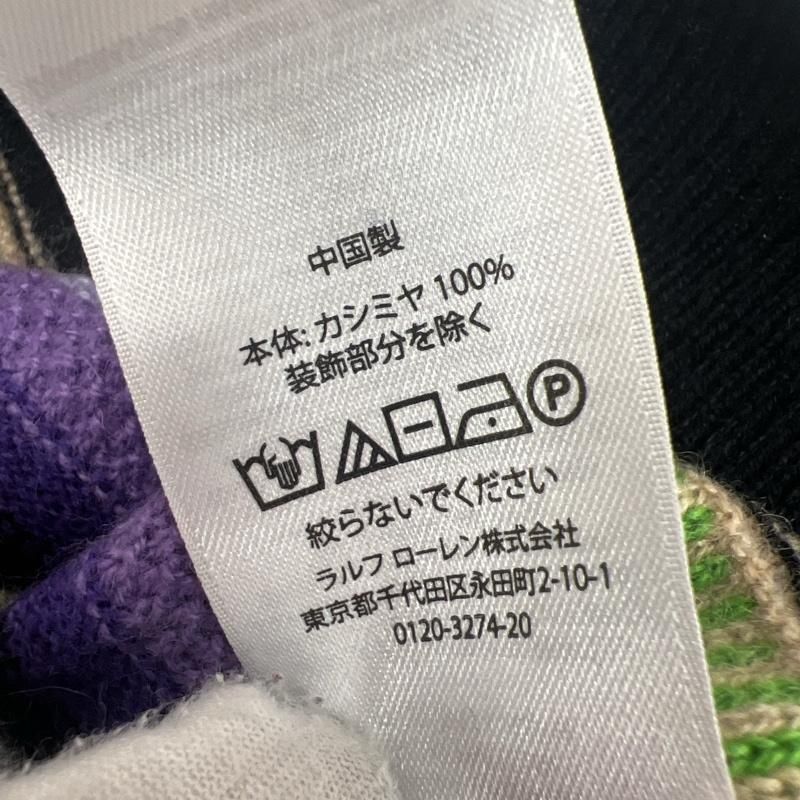 中国製
本体: カシミヤ 100%
装飾部分を除く
P
絞らないでください
ラルフ ローレン株式会社
東京都千代田区永田町2-10-1
0120-3274-20